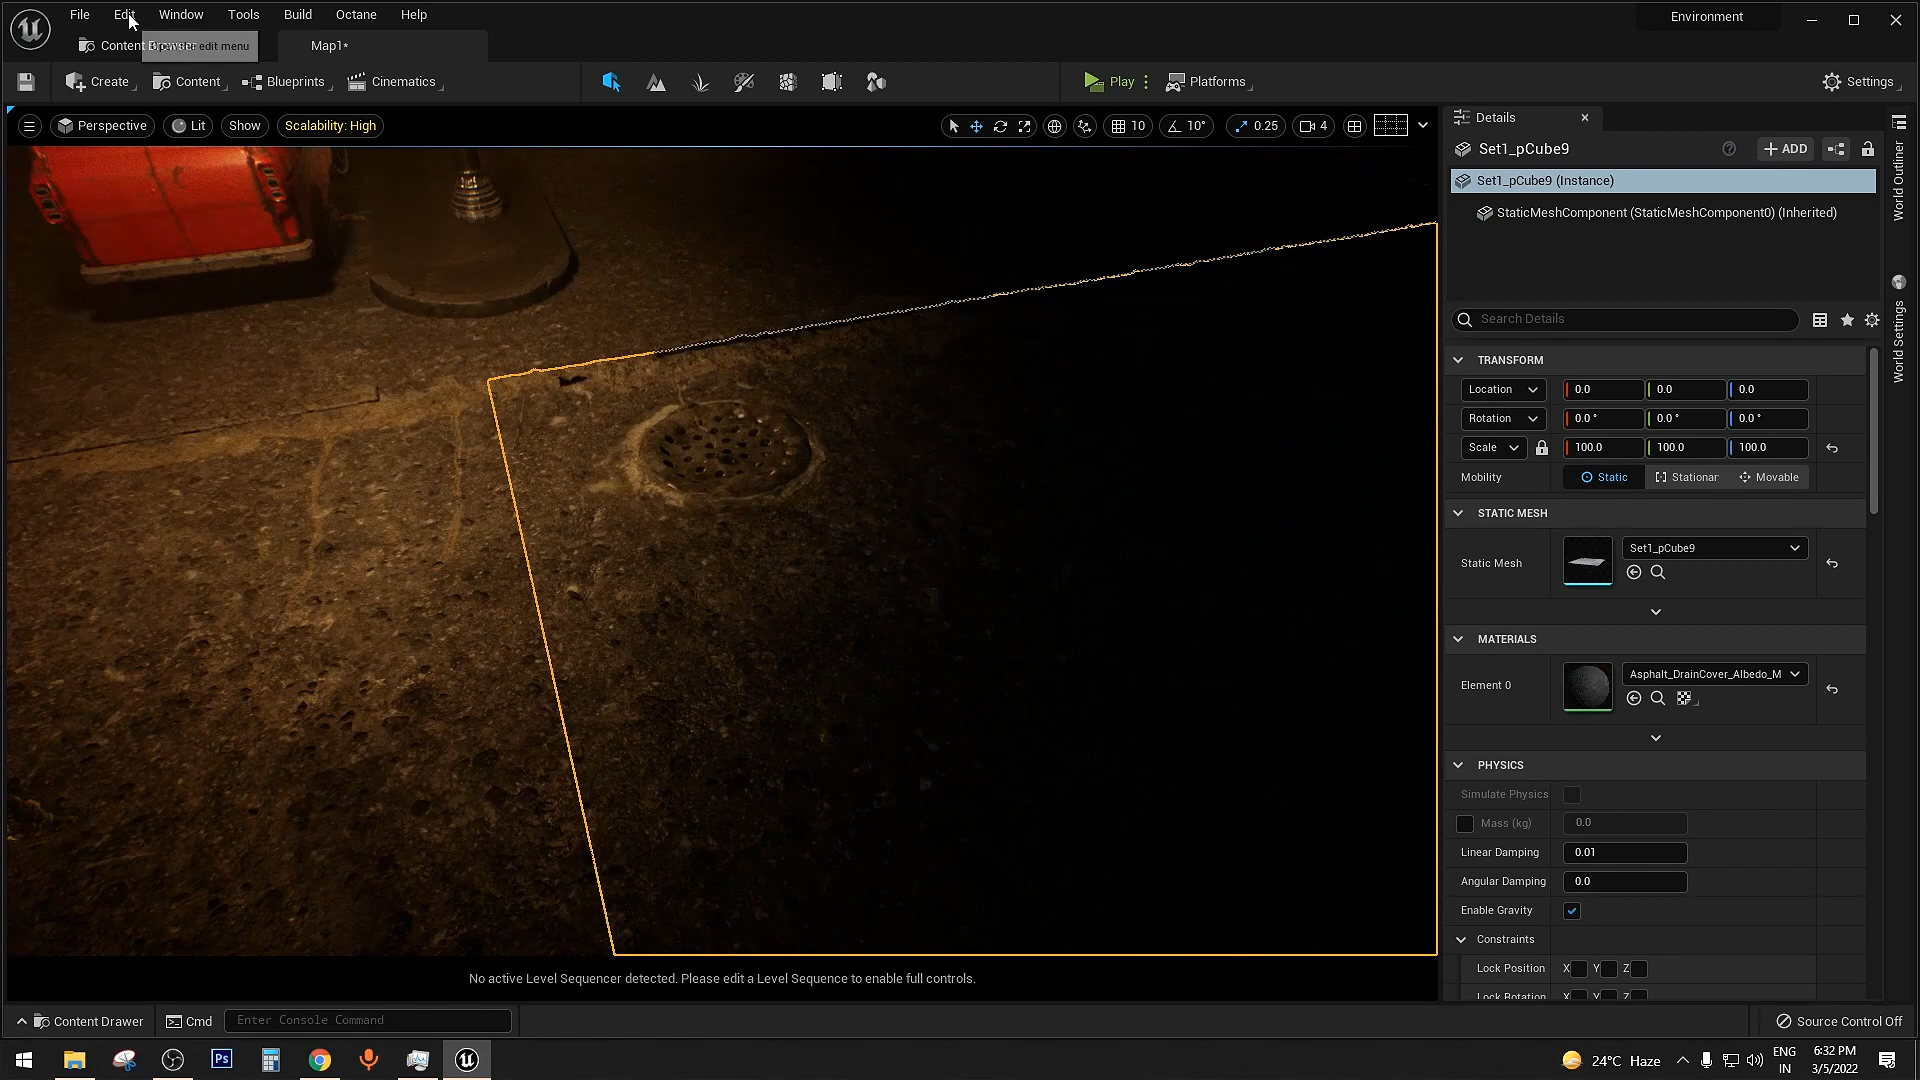 File Edit Window Tools Build Octane Help
Environment
Content edit menu
Map1*
Create Content Blueprints Cinematics
Play Platforms
Settings
Perspective Lit Show Scalability: High
10 10° 0.25 4
Details
Set1_pCube9
+ ADD
Set1_pCube9 (Instance)
StaticMeshComponent (StaticMeshComponent0) (Inherited)
World Outliner
World Settings
Search Details
TRANSFORM
Location 0.0 0.0 0.0
Rotation 0.0 ° 0.0 ° 0.0 °
Scale 100.0 100.0 100.0
Mobility Static Stationar Movable
STATIC MESH
Static Mesh Set1_pCube9
MATERIALS
Element 0 Asphalt_DrainCover_Albedo_M
PHYSICS
Simulate Physics
Mass (kg) 0.0
Linear Damping 0.01
Angular Damping 0.0
Enable Gravity
Constraints
Lock Position X Y Z
Lock Rotation X Y Z
No active Level Sequencer detected. Please edit a Level Sequence to enable full controls.
Content Drawer Cmd Enter Console Command
Source Control Off
Ps
24°C Haze
ENG
IN
6:32 PM
3/5/2022